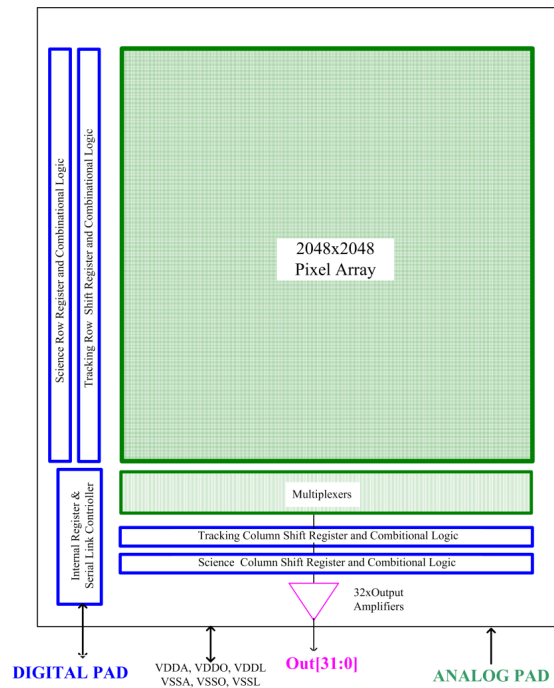 Science Row Register and Combinational Logic
Tracking Row Shift Register and Combinational Logic
2048x2048
Pixel Array
Internal Register &
Serial Link Controller
Multiplexers
Tracking Column Shift Register and Combitional Logic
Science Column Shift Register and Combitional Logic
32xOutput
Amplifiers
DIGITAL PAD
VDDA, VDDO, VDDL
VSSA, VSSO, VSSL
Out[31:0]
ANALOG PAD